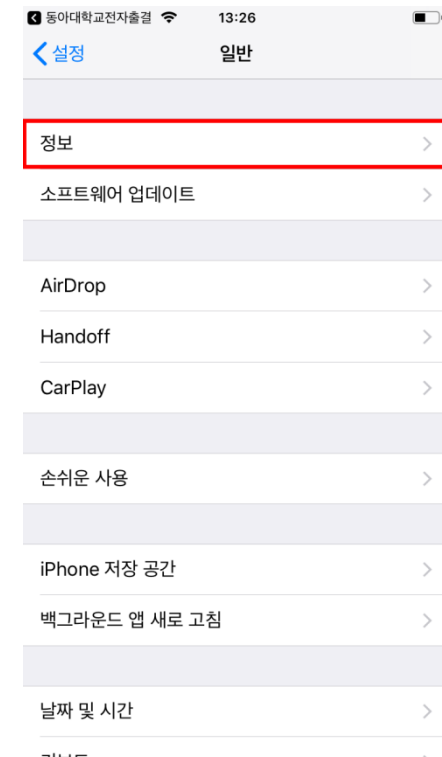 동아대학교전자출결 13:26
설정 일반
정보
소프트웨어 업데이트
AirDrop
Handoff
CarPlay
손쉬운 사용
iPhone 저장 공간
백그라운드 앱 새로 고침
날짜 및 시간